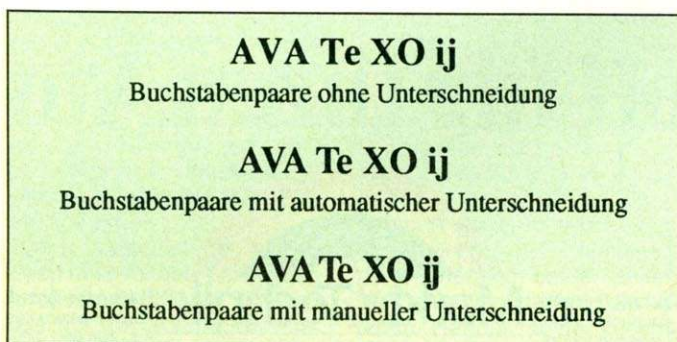 AVA Te XO ij
Buchstabenpaare ohne Unterschneidung
AVA Te XO ij
Buchstabenpaare mit automatischer Unterschneidung
AVA Te XO ij
Buchstabenpaare mit manueller Unterschneidung